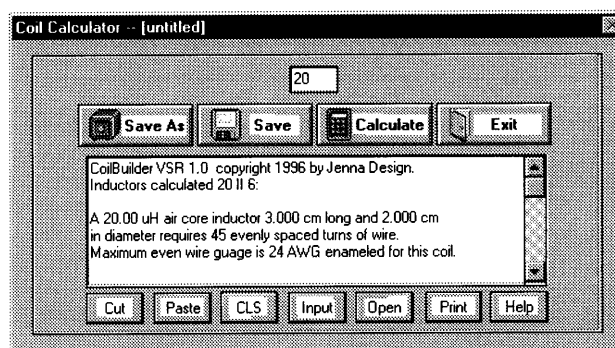 Coil Calculator -- [untitled]
20
Save As Save Calculate Exit
CoilBuilder VSR 1.0 copyright 1996 by Jenna Design.
Inductors calculated 20 II 6:
A 20.00 uH air core inductor 3.000 cm long and 2.000 cm
in diameter requires 45 evenly spaced turns of wire.
Maximum even wire guage is 24 AWG enameled for this coil.
Cut Paste CLS Input Open Print Help